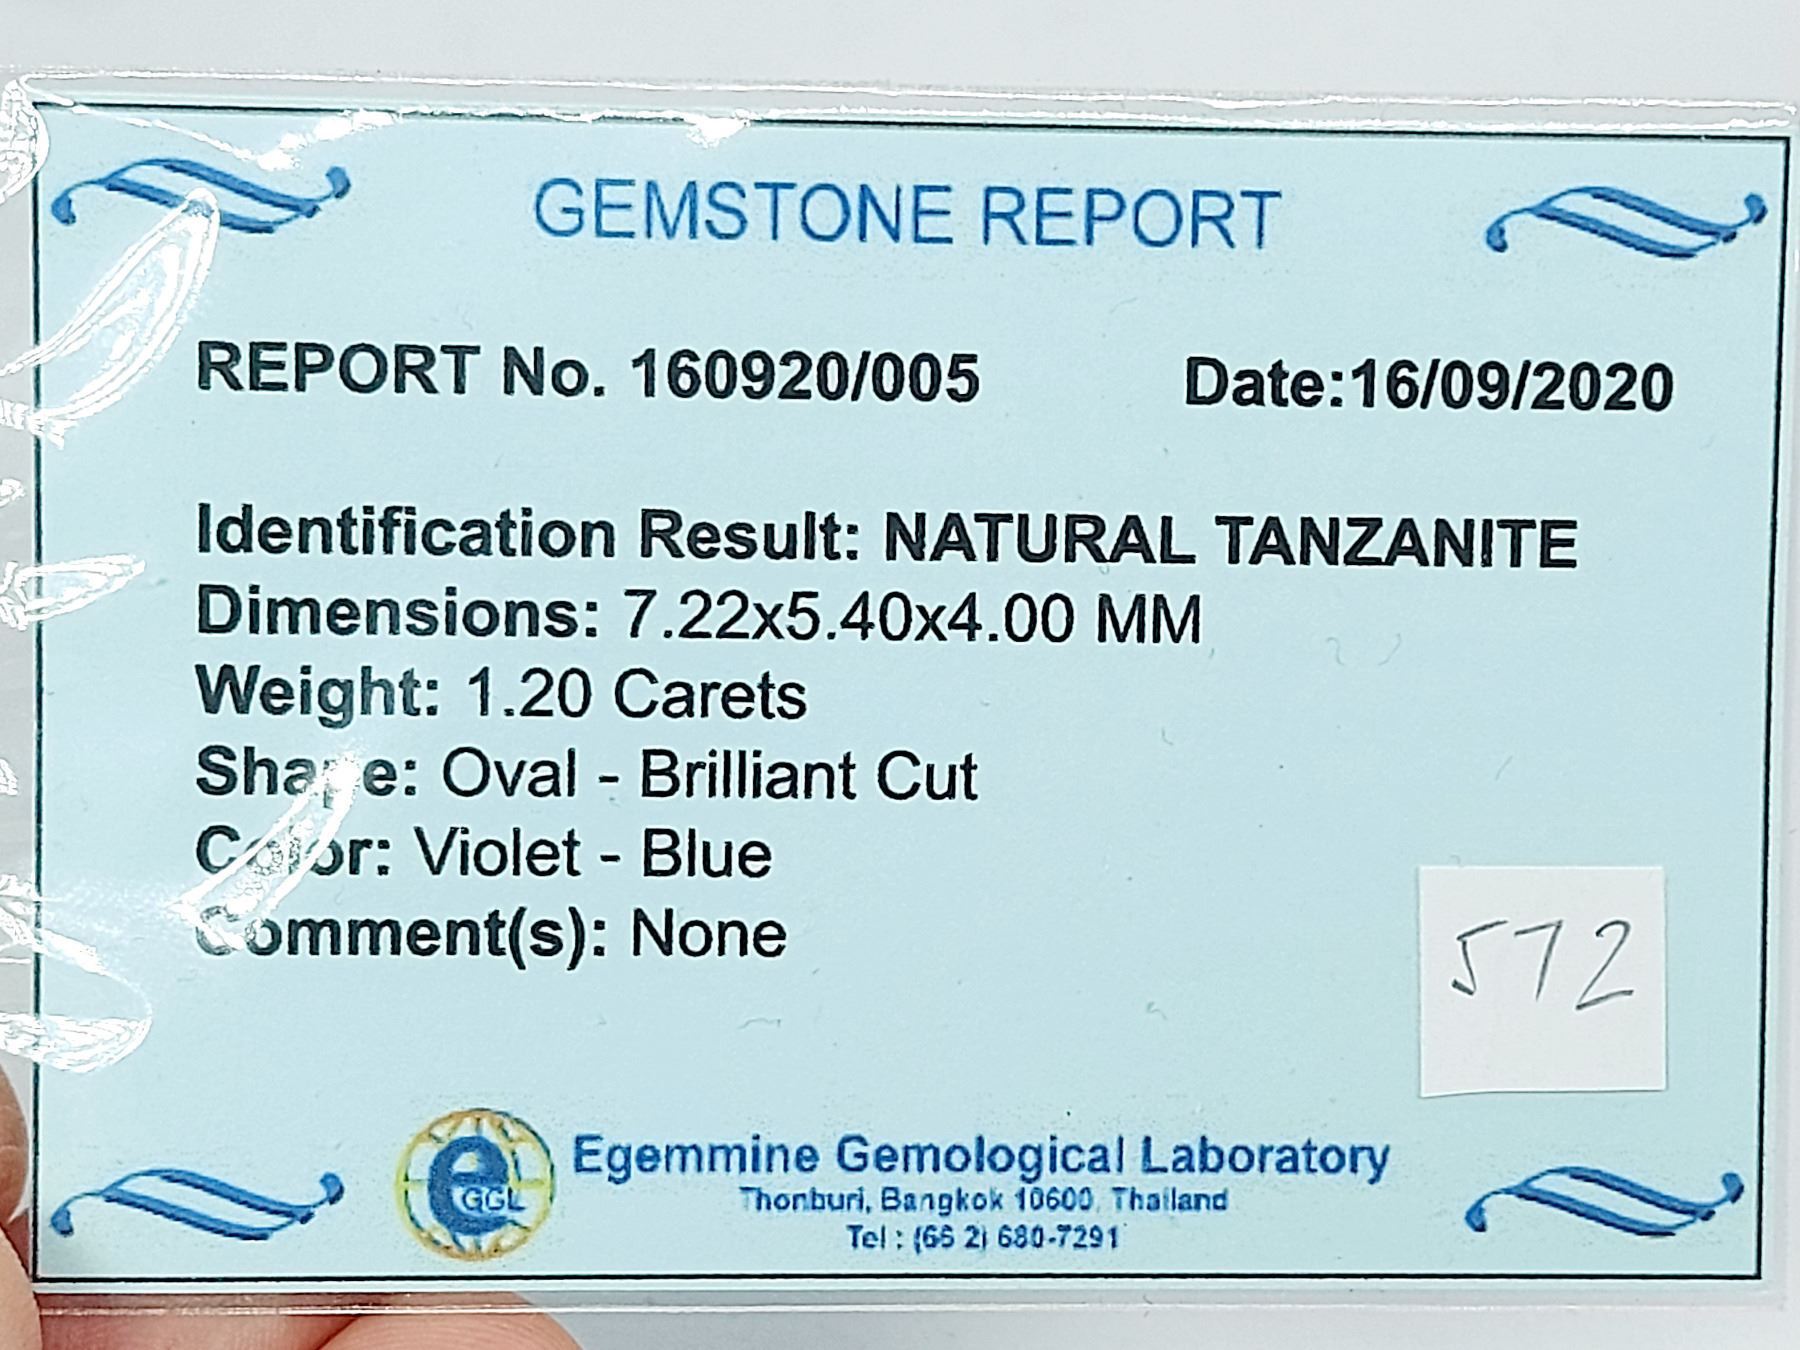 GEMSTONE REPORT
REPORT No. 160920/005 Date:16/09/2020
Identification Result: NATURAL TANZANITE
Dimensions: 7.22x5.40x4.00 MM
Weight: 1.20 Carets
Shape: Oval - Brilliant Cut
Color: Violet - Blue
Comment(s): None
572
e GGL
Egemmine Gemological Laboratory
Thonburi, Bangkok 10600, Thailand
Tel : (66 2) 680-7291